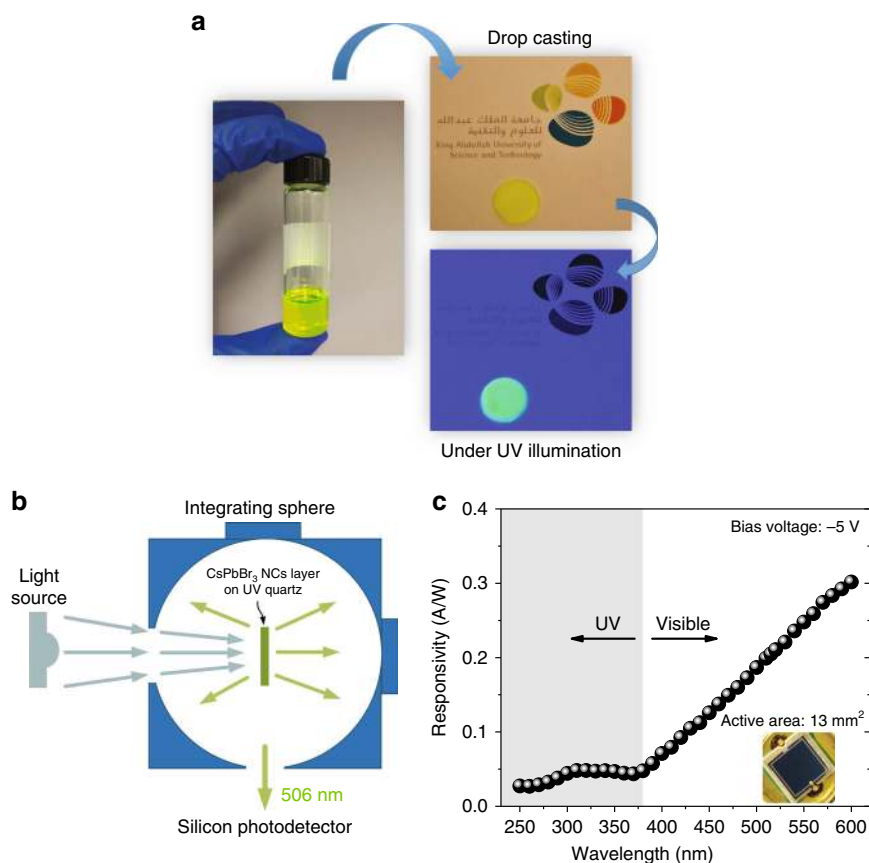 a
Drop casting
جامعة الملك عبدالله
للعلوم والتقنية
King Abdullah University of
Science and Technology
Under UV illumination
b
Integrating sphere
CsPbBr₃ NCs layer
on UV quartz
Light
source
506 nm
Silicon photodetector
c
0.4
0.3
0.2
0.1
0.0
Responsivity (A/W)
Bias voltage: –5 V
UV
Visible
Active area: 13 mm²
250 300 350 400 450 500 550 600
Wavelength (nm)